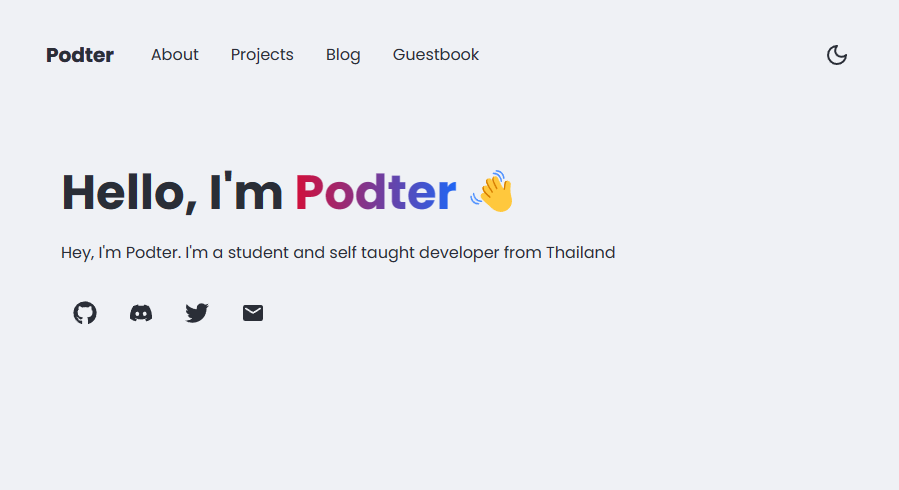 Podter About Projects Blog Guestbook
Hello, I'm Podter 👋
Hey, I'm Podter. I'm a student and self taught developer from Thailand